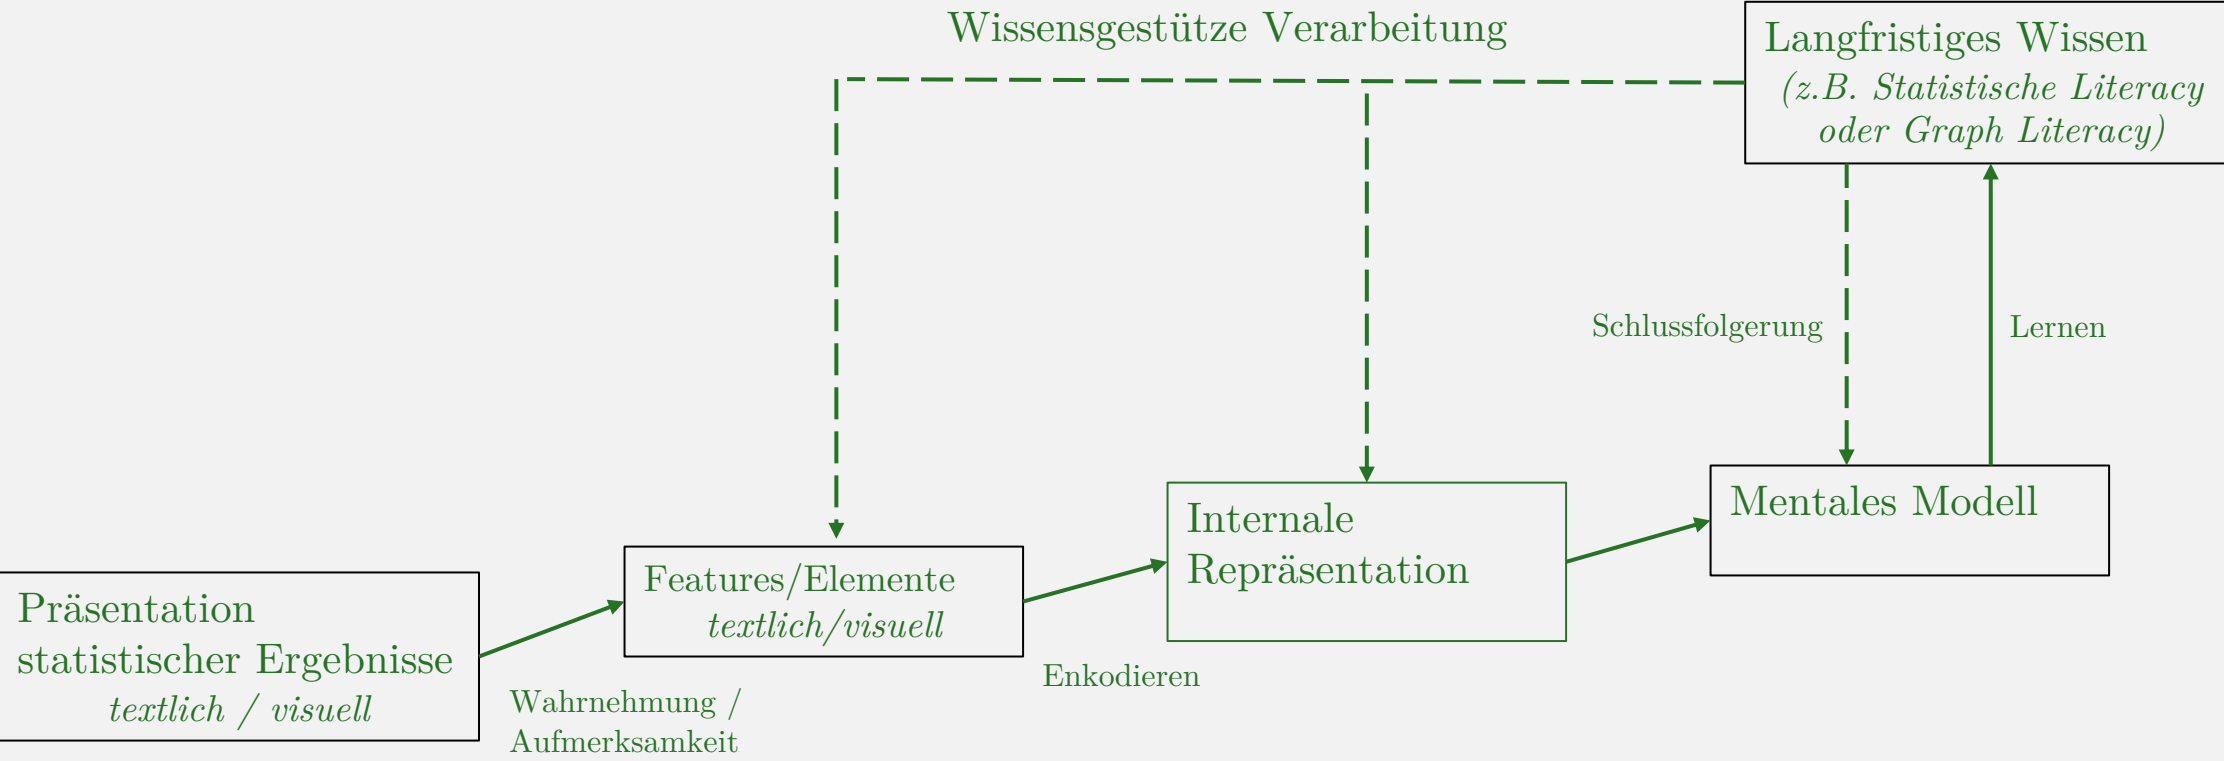 Wissensgestütze Verarbeitung
Langfristiges Wissen
(z.B. Statistische Literacy
oder Graph Literacy)
Schlussfolgerung
Lernen
Mentales Modell
Internale
Repräsentation
Features/Elemente
textlich/visuell
Präsentation
statistischer Ergebnisse
textlich / visuell
Enkodieren
Wahrnehmung /
Aufmerksamkeit